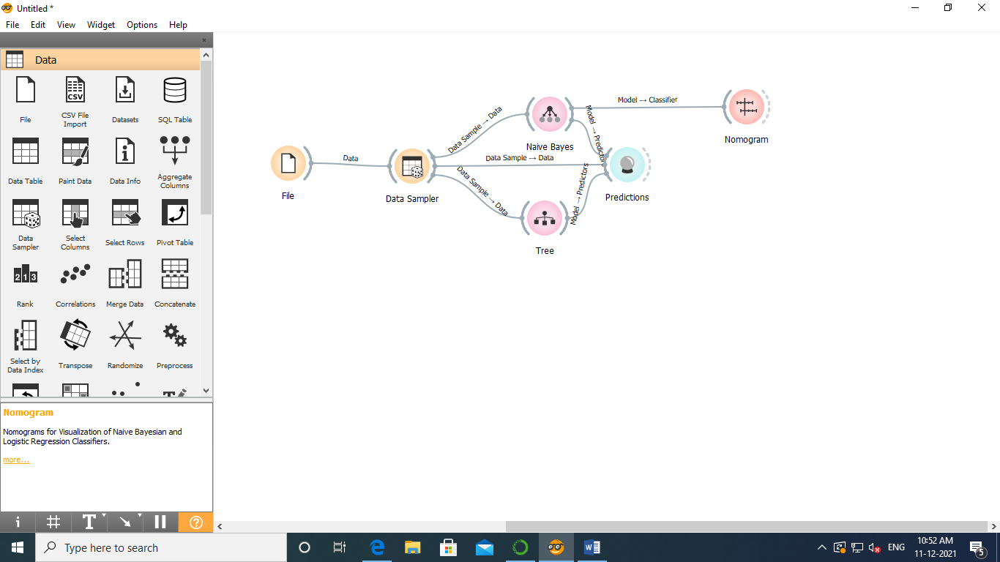 Untitled *
File Edit View Widget Options Help
Data
File
CSV File Import
Datasets
SQL Table
Data Table
Paint Data
Data Info
Aggregate Columns
Data Sampler
Select Columns
Select Rows
Pivot Table
Rank
Correlations
Merge Data
Concatenate
Select by Data Index
Transpose
Randomize
Preprocess
Nomogram
Nomograms for Visualization of Naive Bayesian and
Logistic Regression Classifiers.
more...
File
Data
Data Sampler
Data Sample → Data
Data Sample → Data
Data Sample → Data
Naive Bayes
Tree
Model → Predictors
Model → Predictors
Model → Classifier
Predictions
Nomogram
Type here to search
ENG
10:52 AM
11-12-2021
5